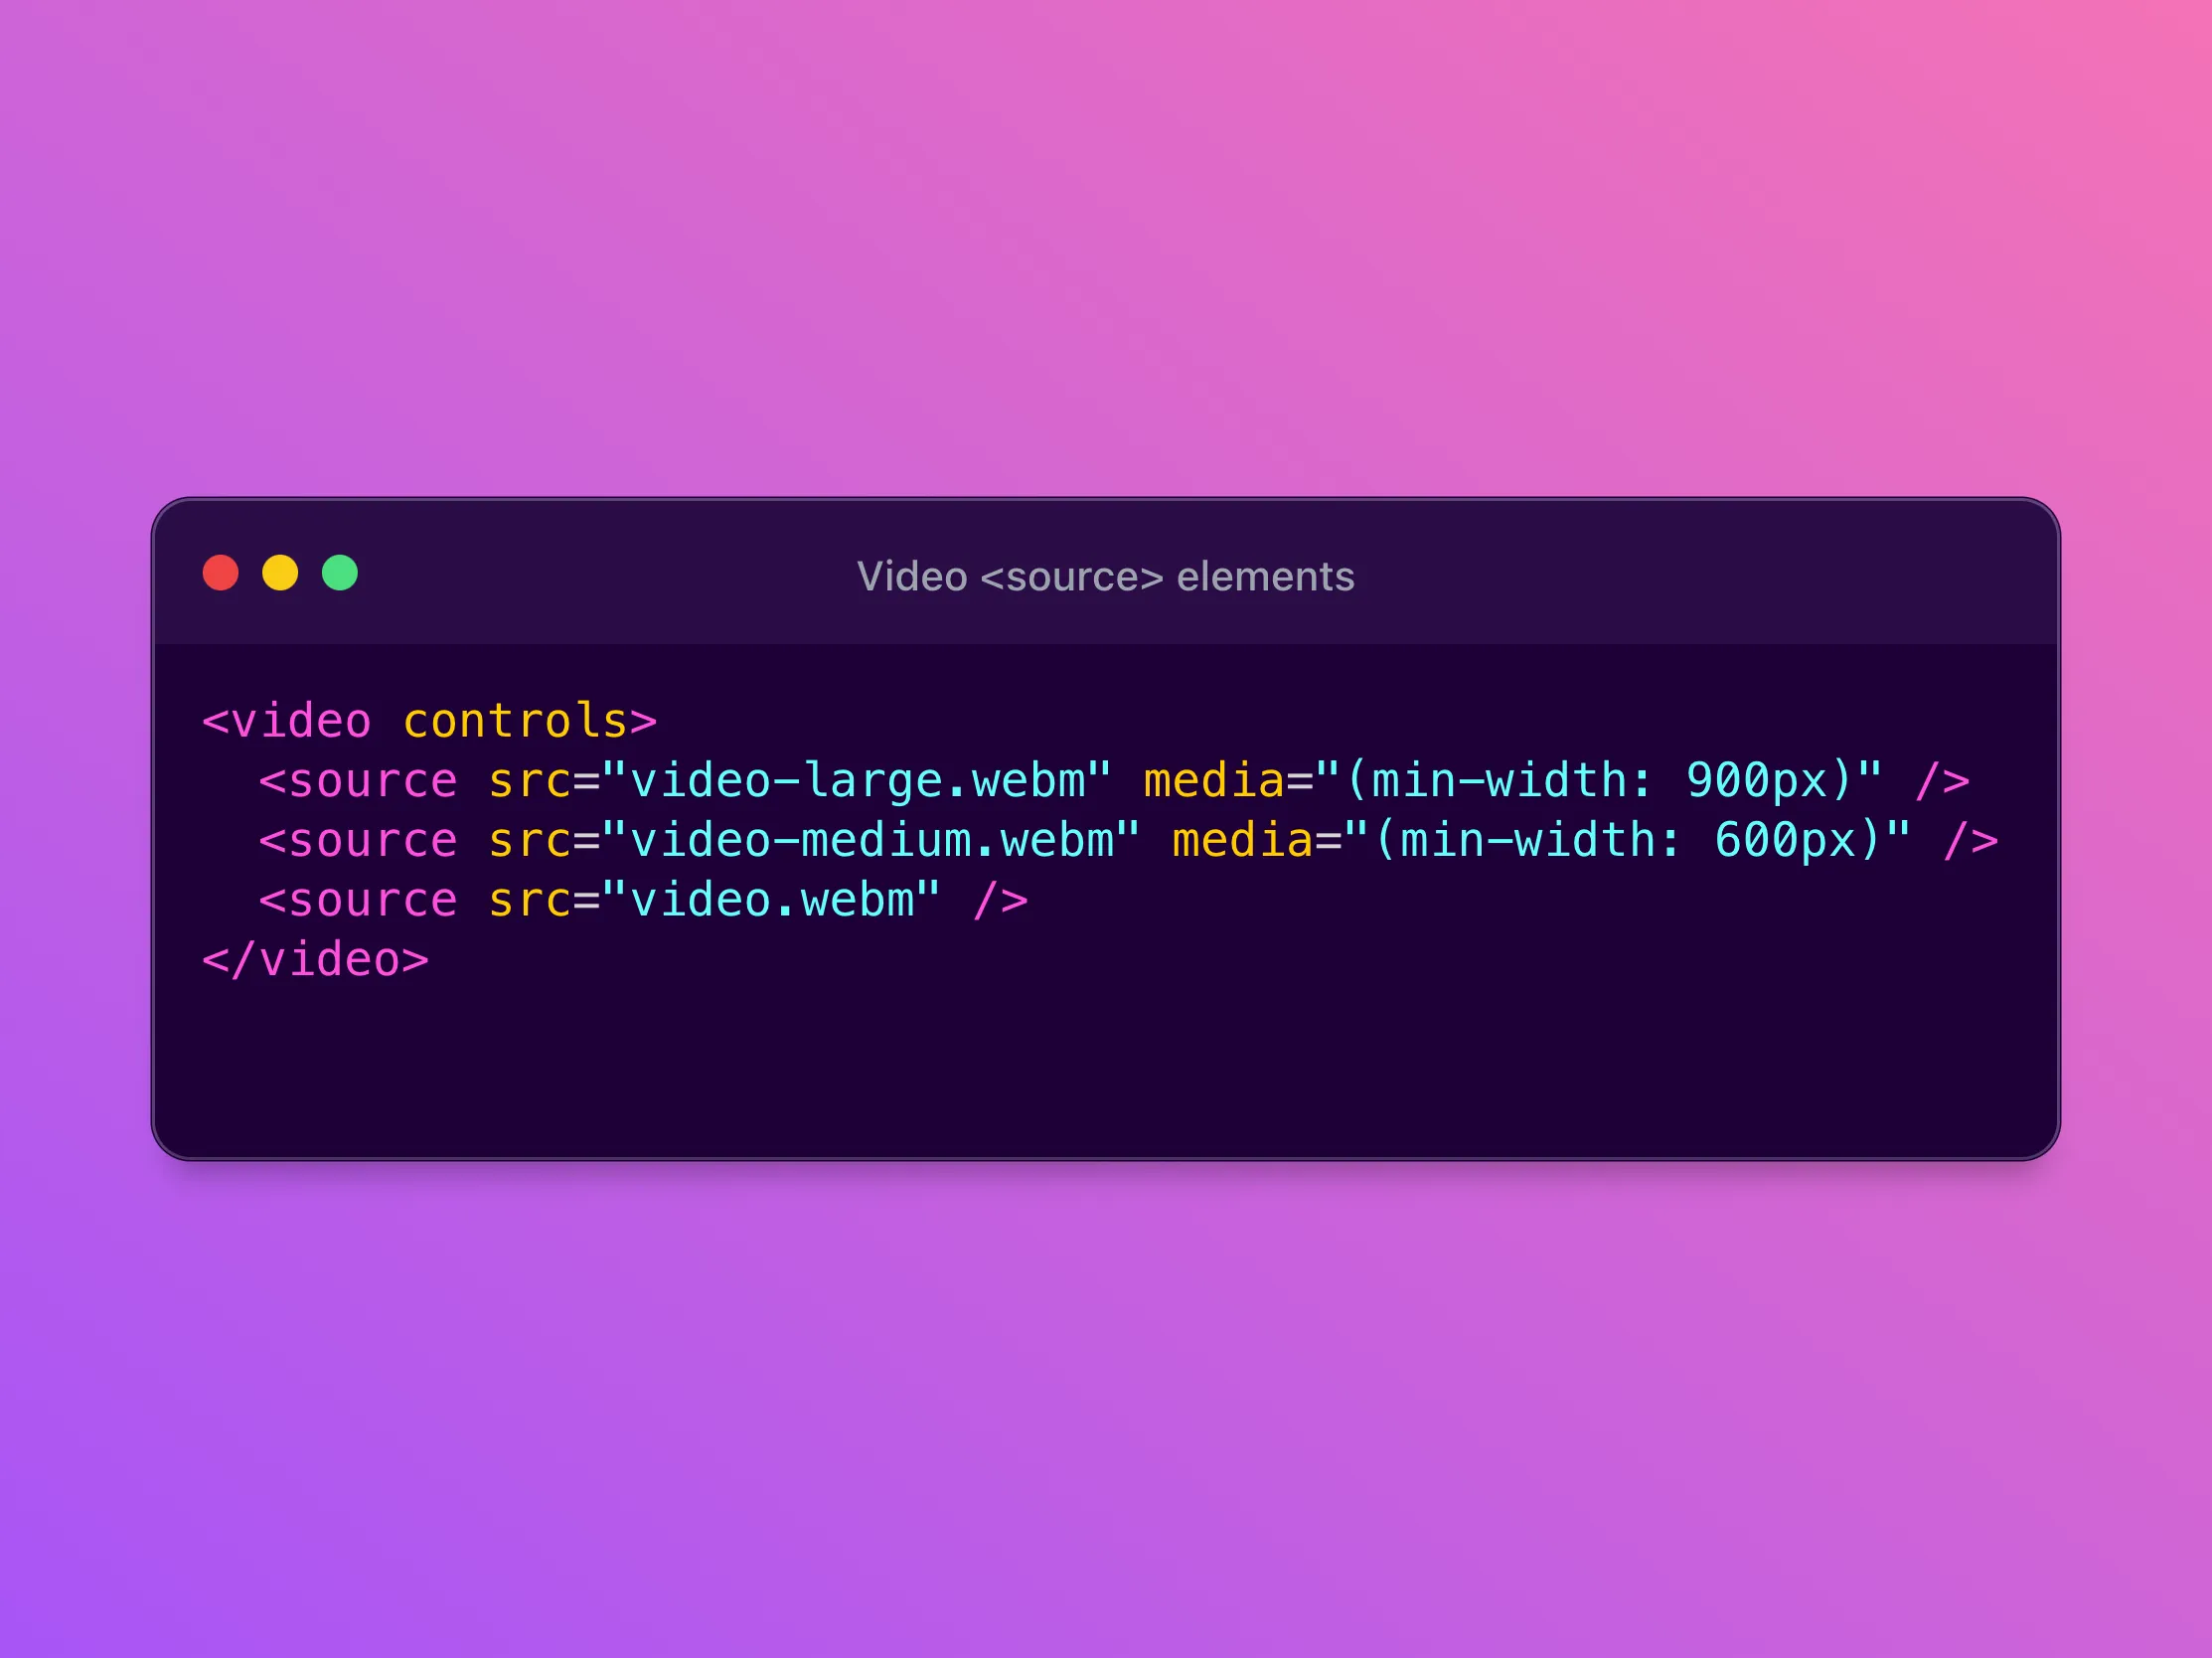 Video <source> elements
<video controls>
  <source src="video-large.webm" media="(min-width: 900px)" />
  <source src="video-medium.webm" media="(min-width: 600px)" />
  <source src="video.webm" />
</video>